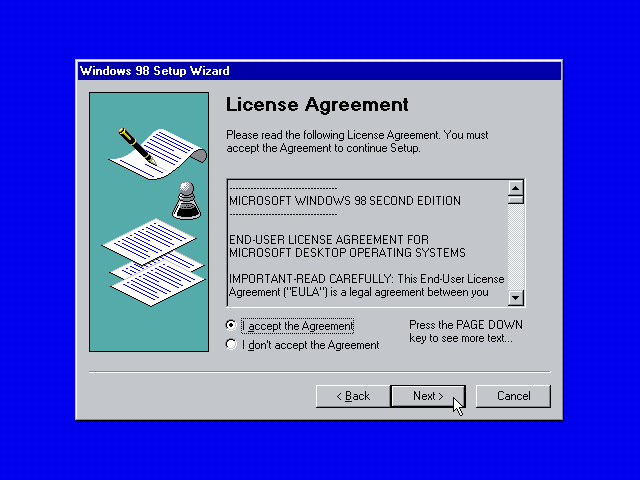 Windows 98 Setup Wizard
License Agreement
Please read the following License Agreement. You must
accept the Agreement to continue Setup.
----------------------------------------------------
MICROSOFT WINDOWS 98 SECOND EDITION
----------------------------------------------------
END-USER LICENSE AGREEMENT FOR
MICROSOFT DESKTOP OPERATING SYSTEMS
IMPORTANT-READ CAREFULLY: This End-User License
Agreement ("EULA") is a legal agreement between you
I accept the Agreement
I don't accept the Agreement
Press the PAGE DOWN
key to see more text...
< Back
Next >
Cancel